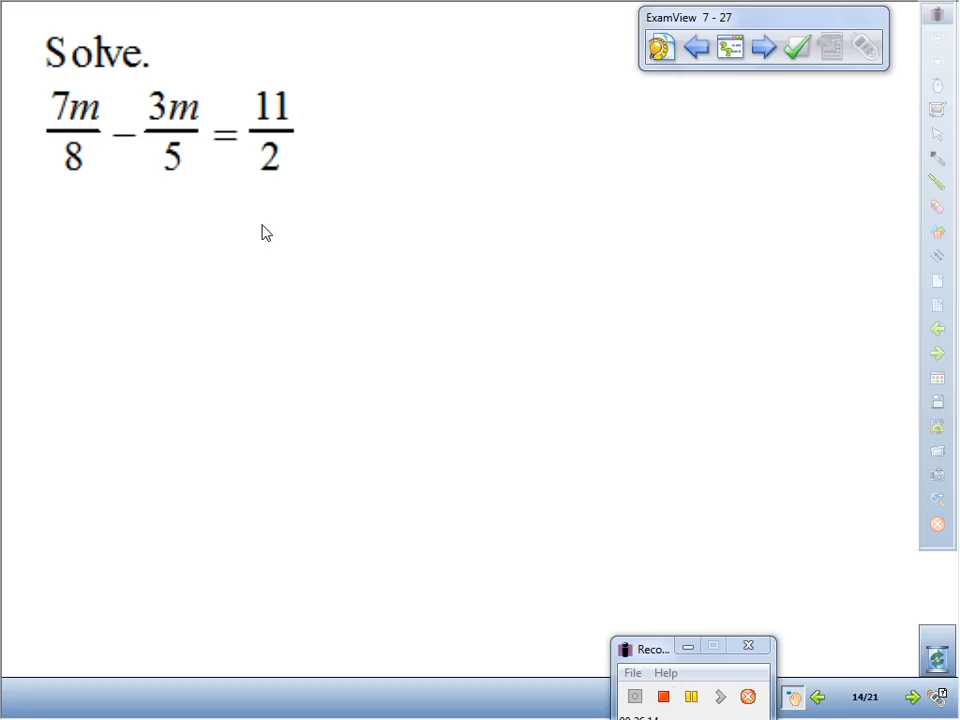 ExamView 7 - 27
Solve.
7m/8 − 3m/5 = 11/2
Reco...
File Help
14/21